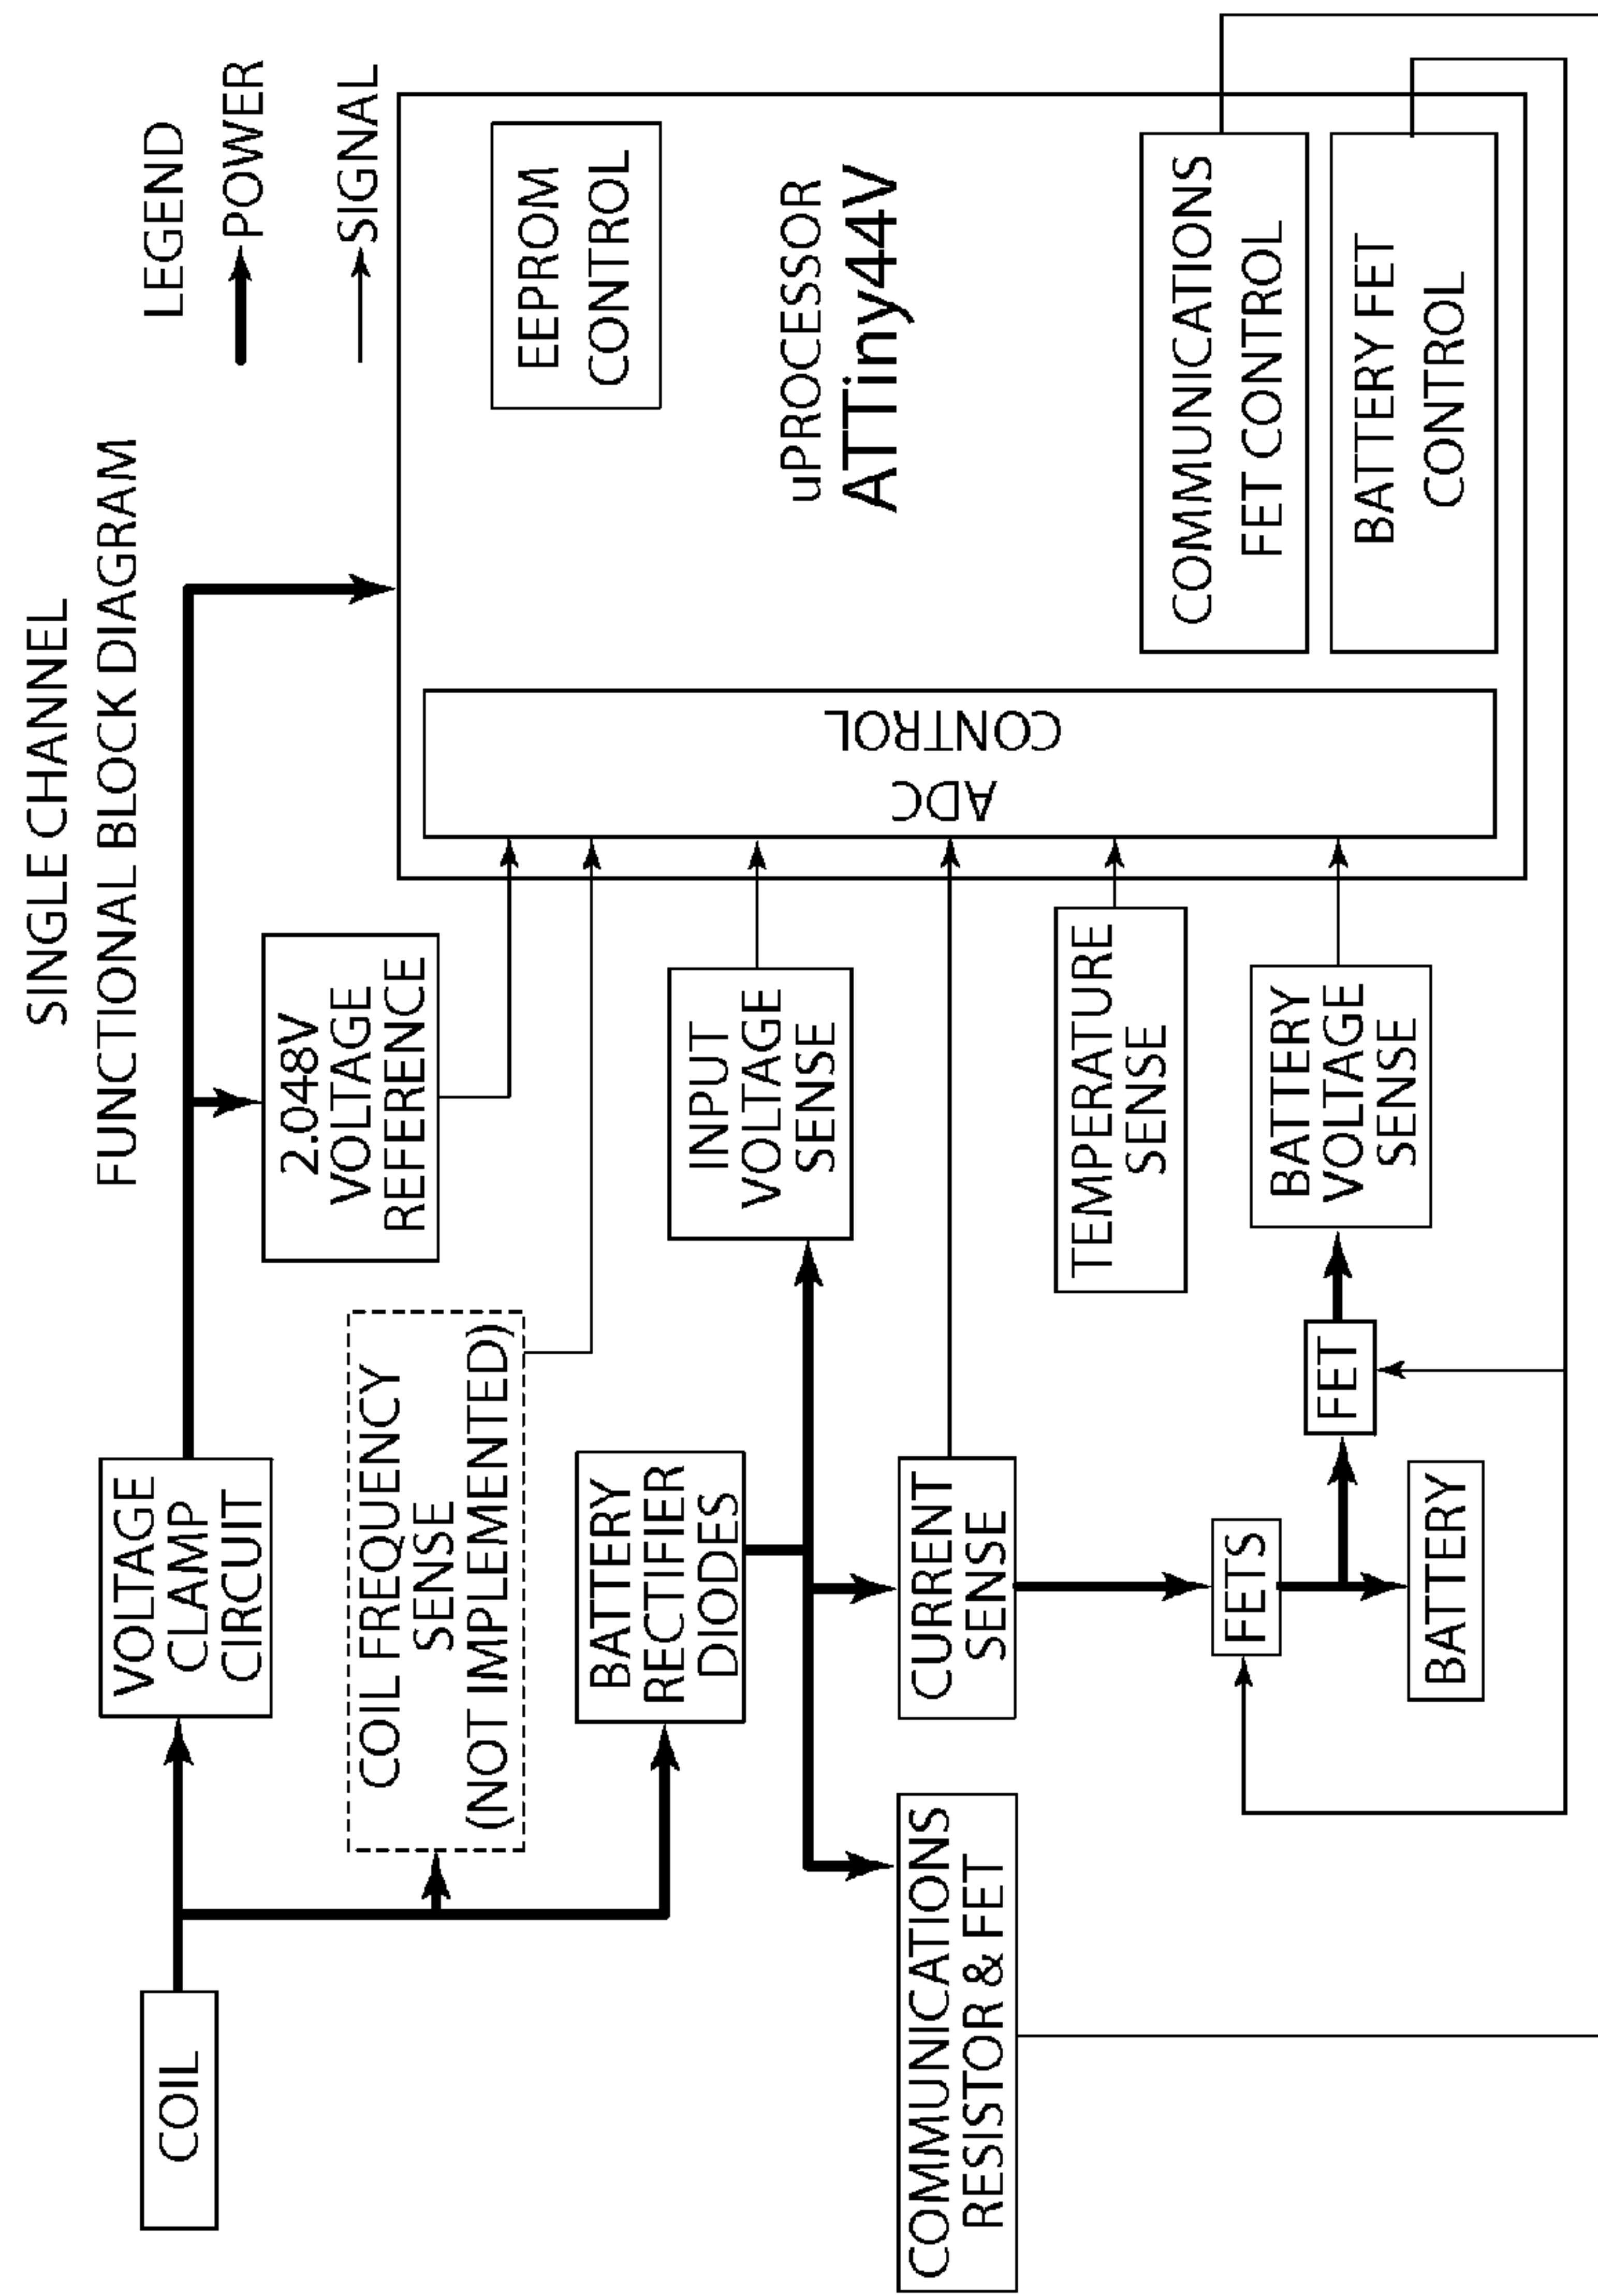 SINGLE CHANNEL
FUNCTIONAL BLOCK DIAGRAM
LEGEND
POWER
SIGNAL
COIL
VOLTAGE
CLAMP
CIRCUIT
2.048V
VOLTAGE
REFERENCE
COIL FREQUENCY
SENSE
(NOT IMPLEMENTED)
BATTERY
RECTIFIER
DIODES
INPUT
VOLTAGE
SENSE
COMMUNICATIONS
RESISTOR & FET
CURRENT
SENSE
TEMPERATURE
SENSE
FETS
BATTERY
FET
BATTERY
VOLTAGE
SENSE
ADC
CONTROL
EEPROM
CONTROL
uPROCESSOR
ATTiny44V
COMMUNICATIONS
FET CONTROL
BATTERY FET
CONTROL